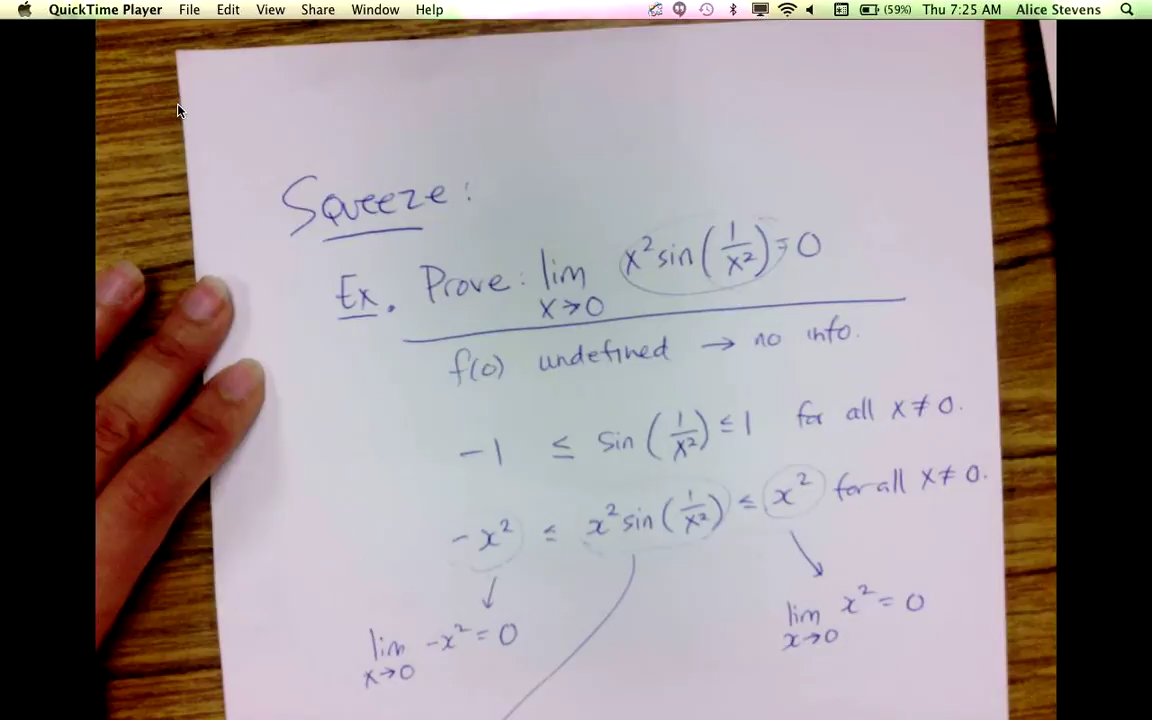 QuickTime Player File Edit View Share Window Help (59%) Thu 7:25 AM Alice Stevens
Squeeze:
Ex. Prove: lim x→0 x² sin(1/x²) = 0
f(0) undefined → no info.
-1 ≤ sin(1/x²) ≤ 1 for all x ≠ 0.
-x² ≤ x² sin(1/x²) ≤ x² for all x ≠ 0.
lim x→0 -x² = 0
lim x→0 x² = 0